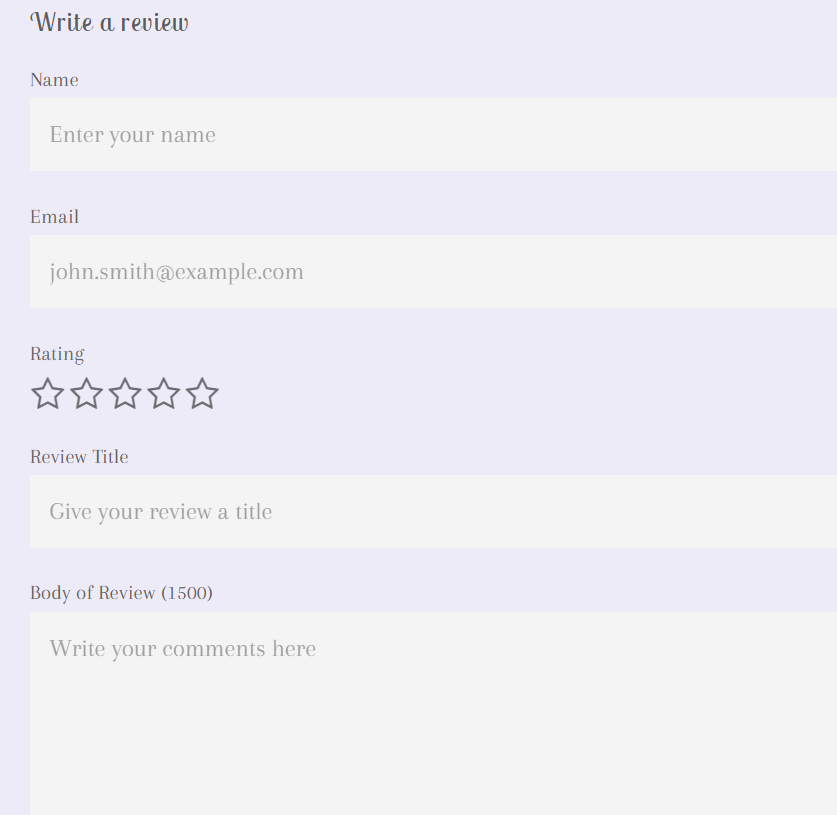 Write a review
Name
Enter your name
Email
john.smith@example.com
Rating
Review Title
Give your review a title
Body of Review (1500)
Write your comments here